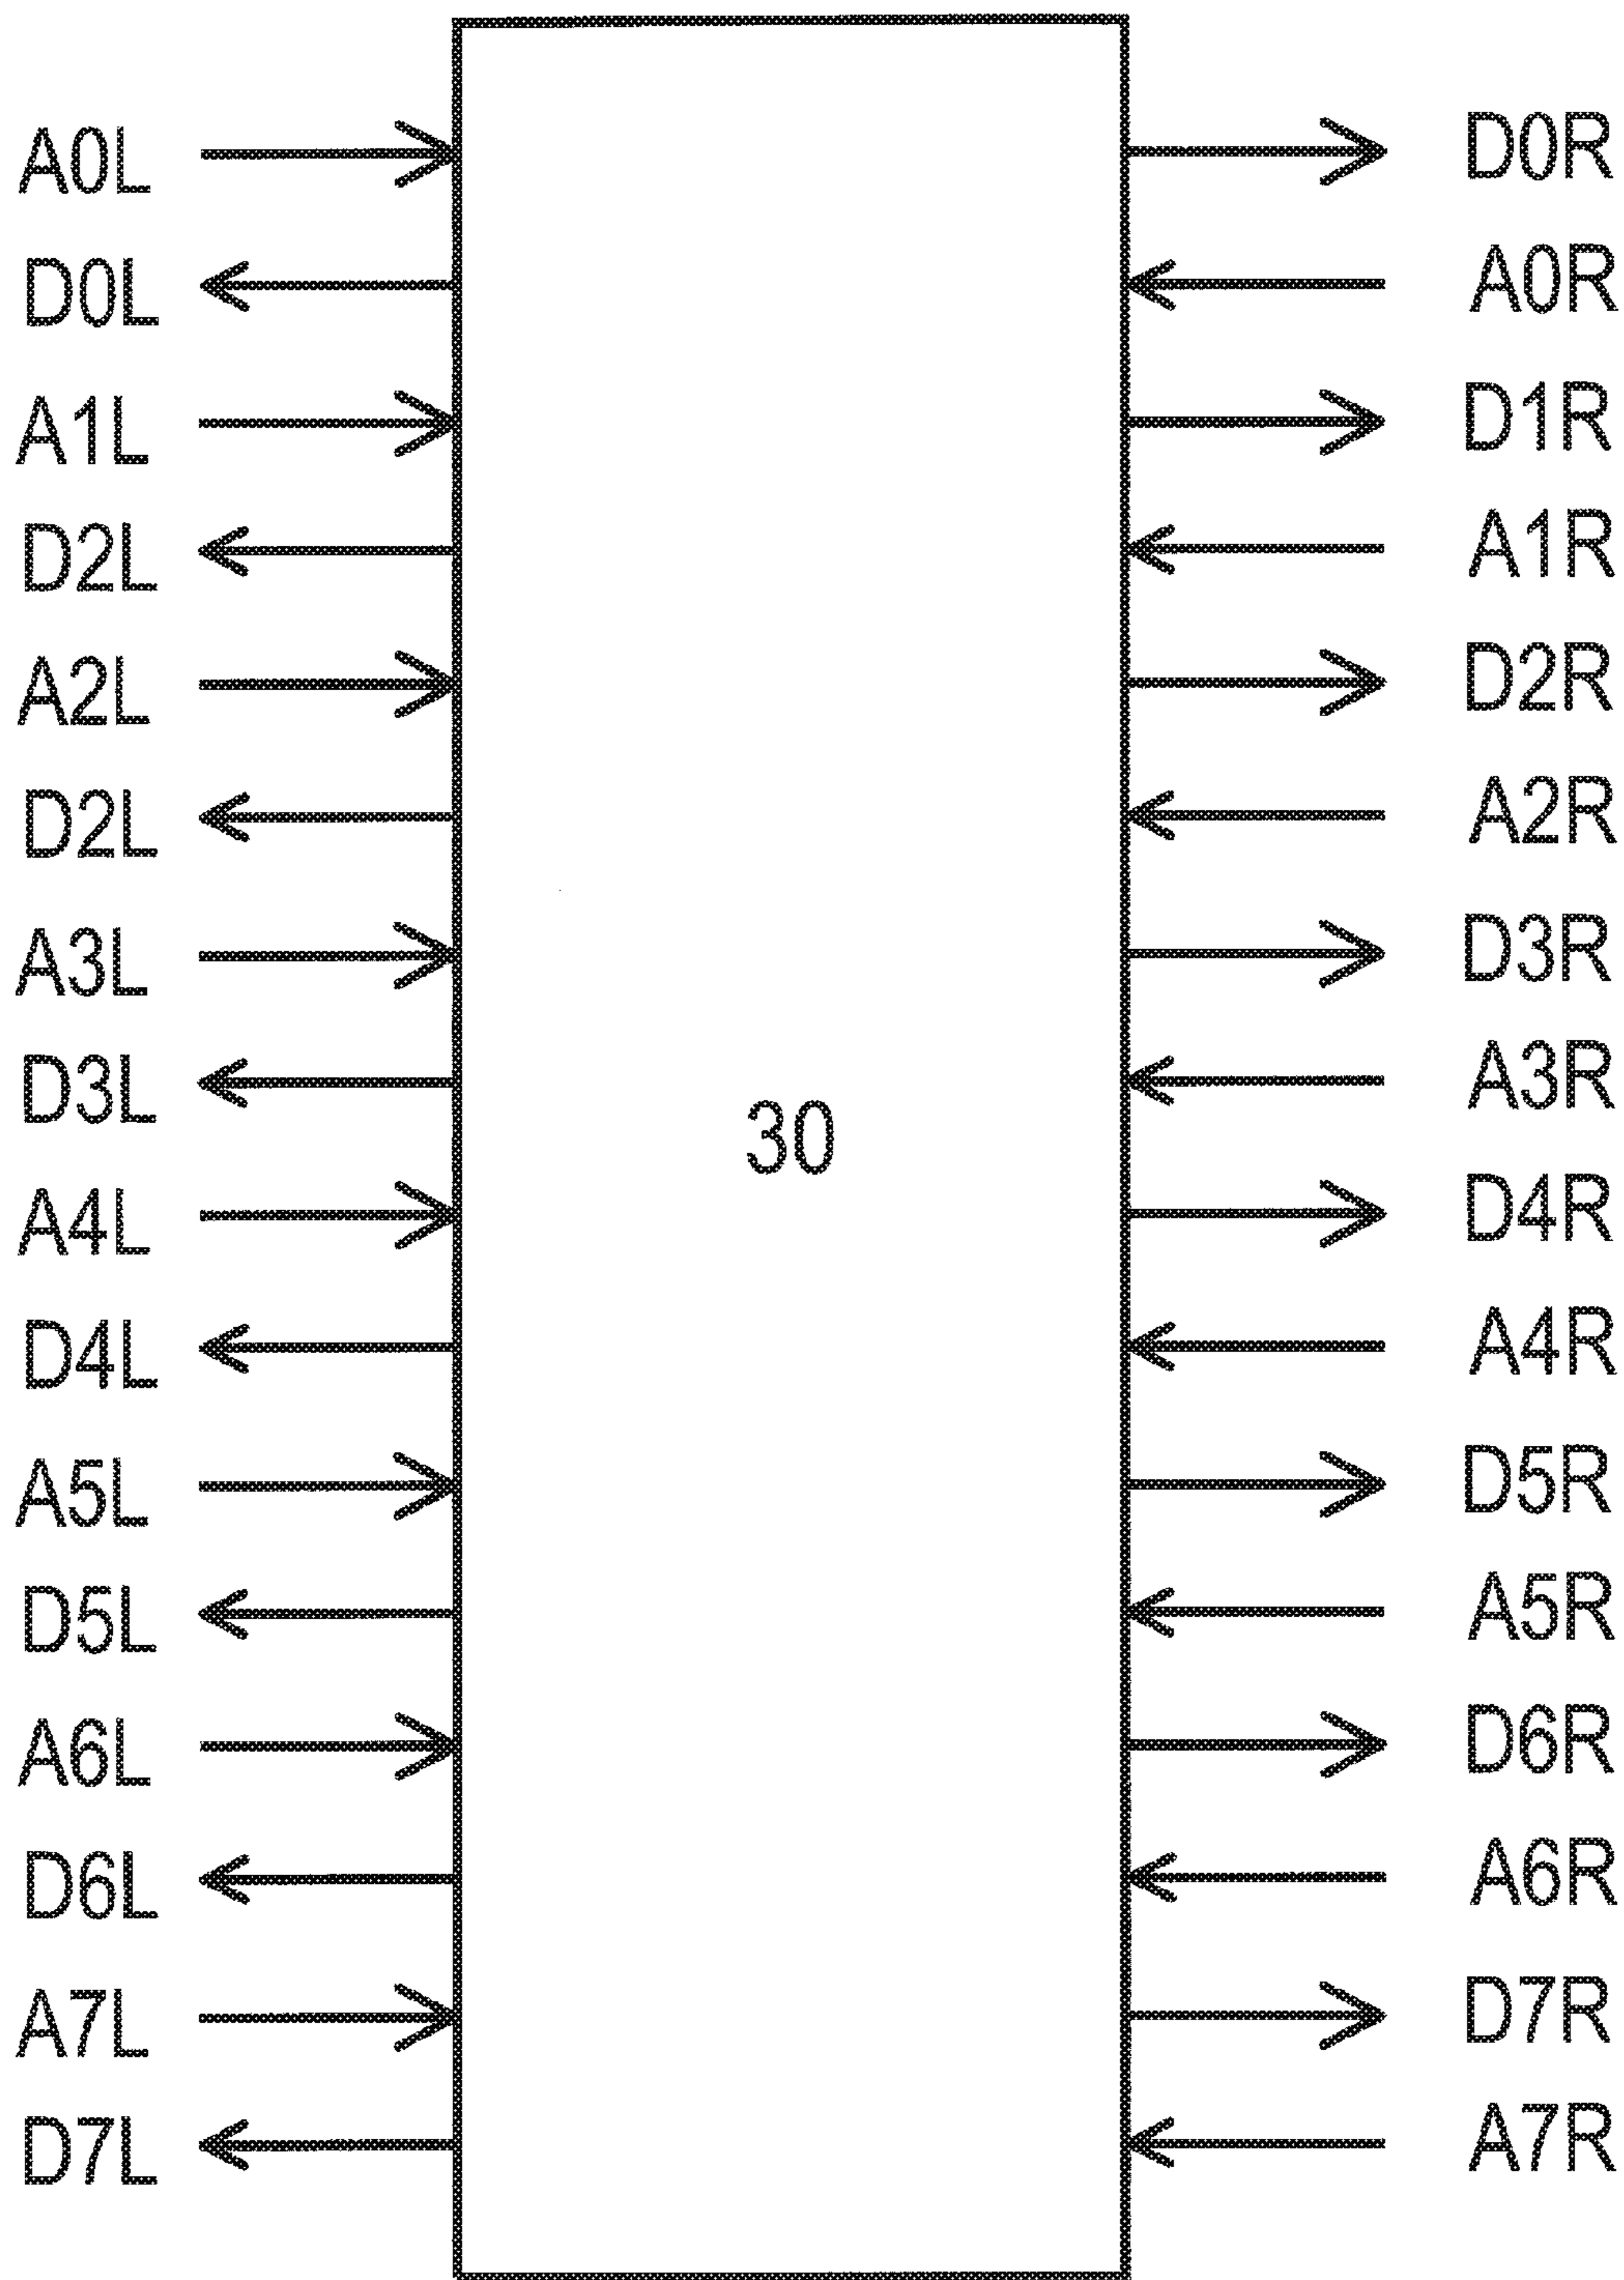 A0L D0R
D0L A0R
A1L D1R
D2L A1R
A2L D2R
D2L A2R
A3L D3R
D3L A3R
30
A4L D4R
D4L A4R
A5L D5R
D5L A5R
A6L D6R
D6L A6R
A7L D7R
D7L A7R